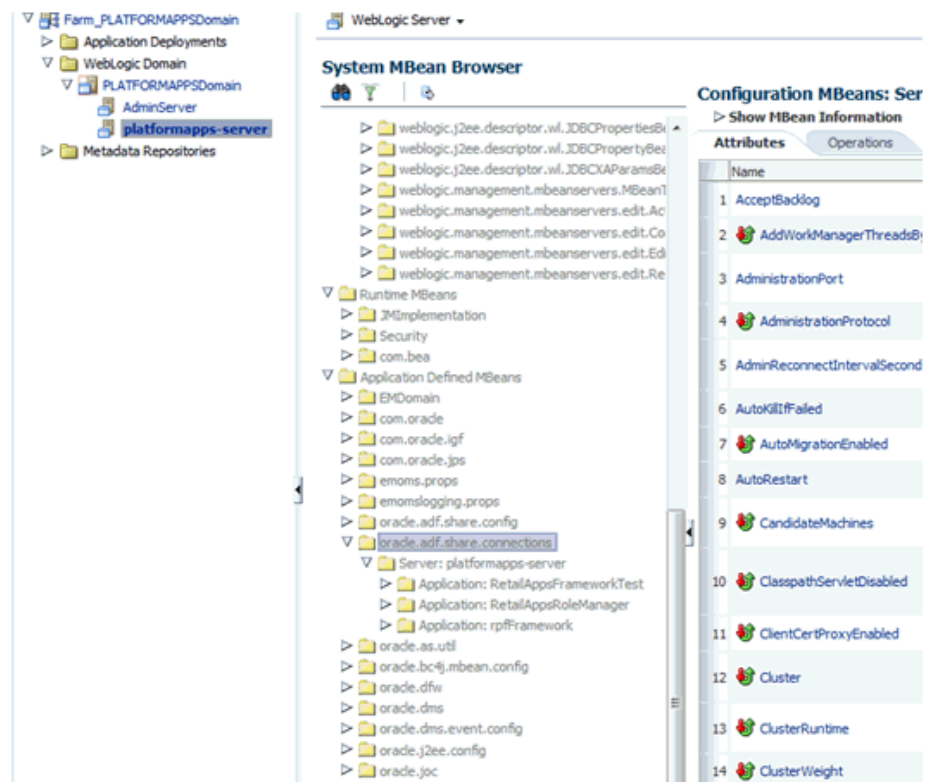 Farm_PLATFORMAPPSDomain
Application Deployments
WebLogic Domain
PLATFORMAPPSDomain
AdminServer
platformapps-server
Metadata Repositories
WebLogic Server
System MBean Browser
weblogic.j2ee.descriptor.wl.JDBCPropertiesBe
weblogic.j2ee.descriptor.wl.JDBCPropertyBea
weblogic.j2ee.descriptor.wl.JDBCXAParamsBe
weblogic.management.mbeanservers.MBeanT
weblogic.management.mbeanservers.edit.Ac
weblogic.management.mbeanservers.edit.Co
weblogic.management.mbeanservers.edit.Edi
weblogic.management.mbeanservers.edit.Re
Runtime MBeans
JMImplementation
Security
com.bea
Application Defined MBeans
EMDomain
com.oracle
com.oracle.igf
com.oracle.jps
emoms.props
emomslogging.props
oracle.adf.share.config
oracle.adf.share.connections
Server: platformapps-server
Application: RetailAppsFrameworkTest
Application: RetailAppsRoleManager
Application: rpfFramework
oracle.as.util
oracle.bc4j.mbean.config
oracle.dfw
oracle.dms
oracle.dms.event.config
oracle.j2ee.config
oracle.joc
Configuration MBeans: Ser
Show MBean Information
Attributes Operations
Name
1 AcceptBacklog
2 AddWorkManagerThreadsBy
3 AdministrationPort
4 AdministrationProtocol
5 AdminReconnectIntervalSecond
6 AutoKillIfFailed
7 AutoMigrationEnabled
8 AutoRestart
9 CandidateMachines
10 ClasspathServletDisabled
11 ClientCertProxyEnabled
12 Cluster
13 ClusterRuntime
14 ClusterWeight